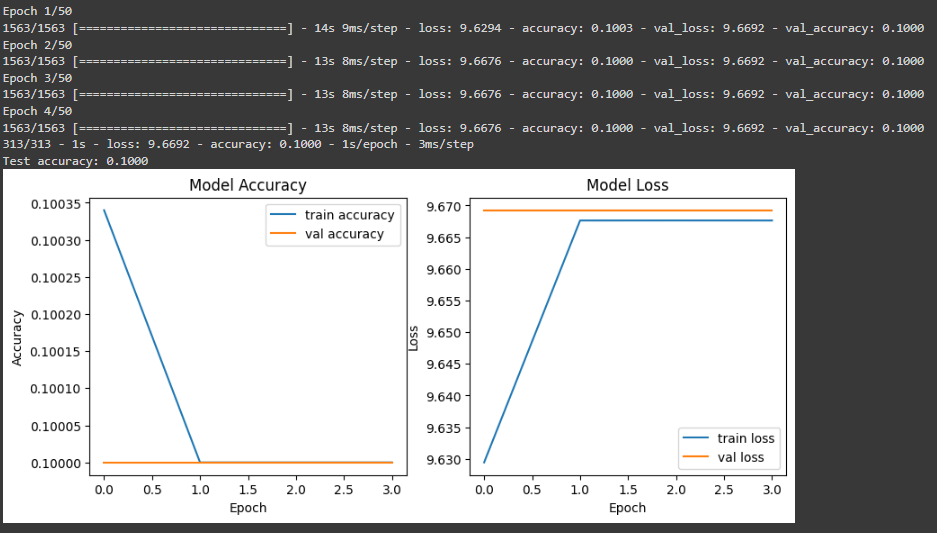 Epoch 1/50
1563/1563 [==============================] - 14s 9ms/step - loss: 9.6294 - accuracy: 0.1003 - val_loss: 9.6692 - val_accuracy: 0.1000
Epoch 2/50
1563/1563 [==============================] - 13s 8ms/step - loss: 9.6676 - accuracy: 0.1000 - val_loss: 9.6692 - val_accuracy: 0.1000
Epoch 3/50
1563/1563 [==============================] - 13s 8ms/step - loss: 9.6676 - accuracy: 0.1000 - val_loss: 9.6692 - val_accuracy: 0.1000
Epoch 4/50
1563/1563 [==============================] - 13s 8ms/step - loss: 9.6676 - accuracy: 0.1000 - val_loss: 9.6692 - val_accuracy: 0.1000
313/313 - 1s - loss: 9.6692 - accuracy: 0.1000 - 1s/epoch - 3ms/step
Test accuracy: 0.1000
Model Accuracy
0.10035
0.10030
0.10025
0.10020
0.10015
0.10010
0.10005
0.10000
Accuracy
train accuracy
val accuracy
0.0 0.5 1.0 1.5 2.0 2.5 3.0
Epoch
Model Loss
9.670
9.665
9.660
9.655
9.650
9.645
9.640
9.635
9.630
Loss
train loss
val loss
0.0 0.5 1.0 1.5 2.0 2.5 3.0
Epoch